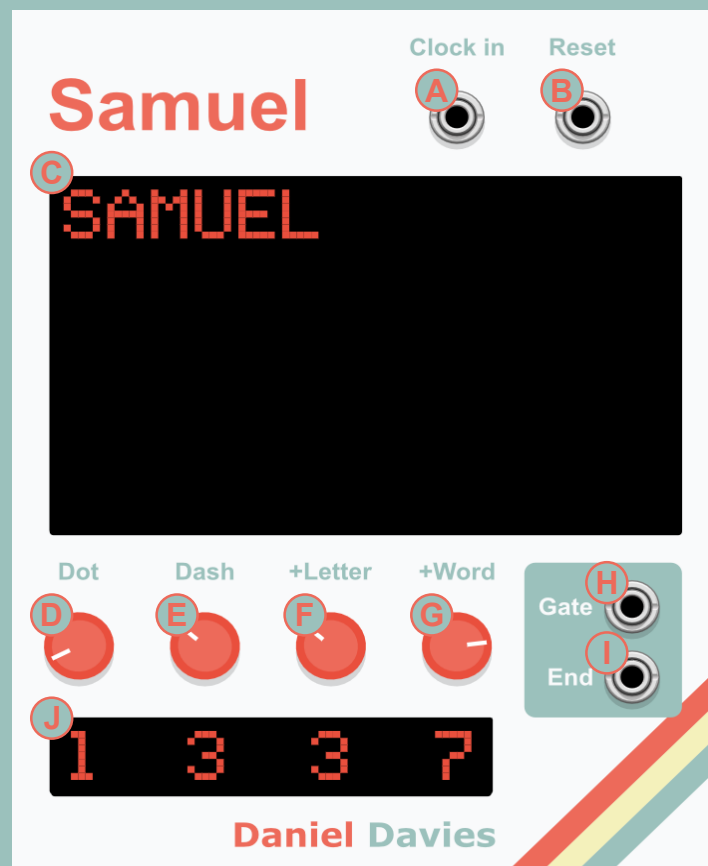 Clock in Reset
Samuel
A B
C
SAMUEL
Dot Dash +Letter +Word
D E F G
H
Gate
I
End
J
1 3 3 7
Daniel Davies